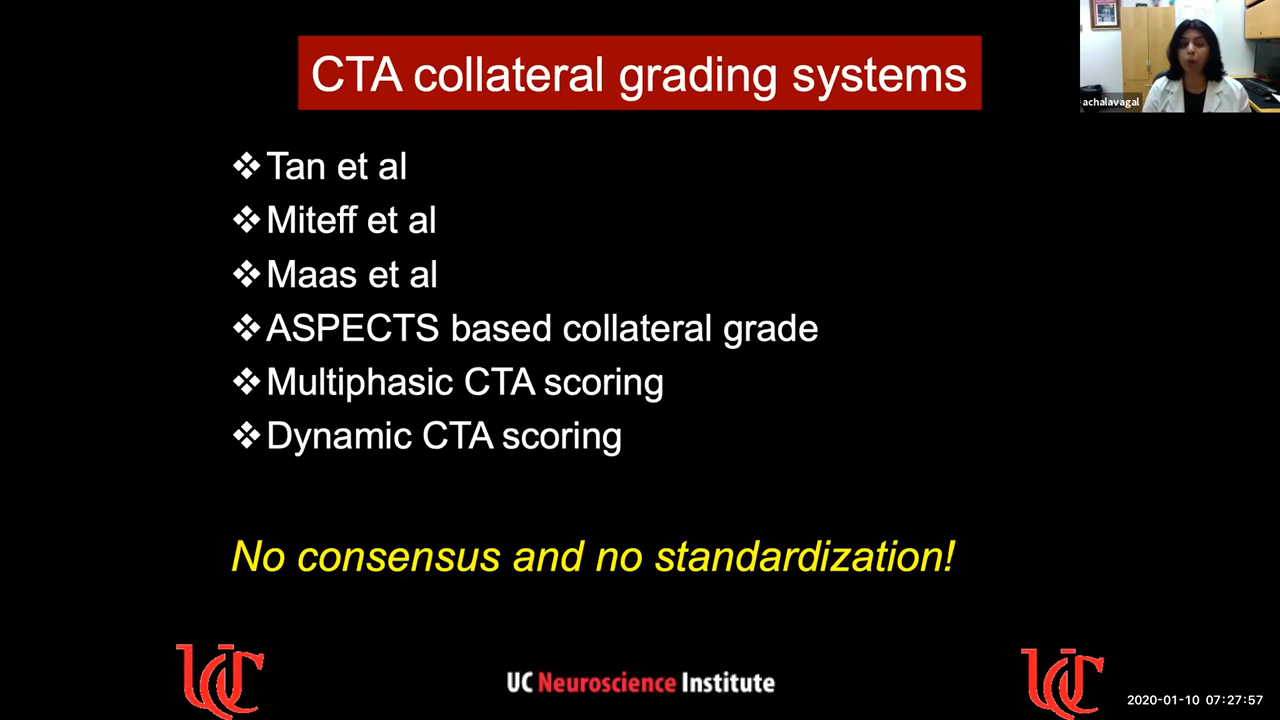 CTA collateral grading systems
achalavagal
❖Tan et al
❖Miteff et al
❖Maas et al
❖ASPECTS based collateral grade
❖Multiphasic CTA scoring
❖Dynamic CTA scoring
No consensus and no standardization!
UC
UC Neuroscience Institute
UC
2020-01-10 07:27:57